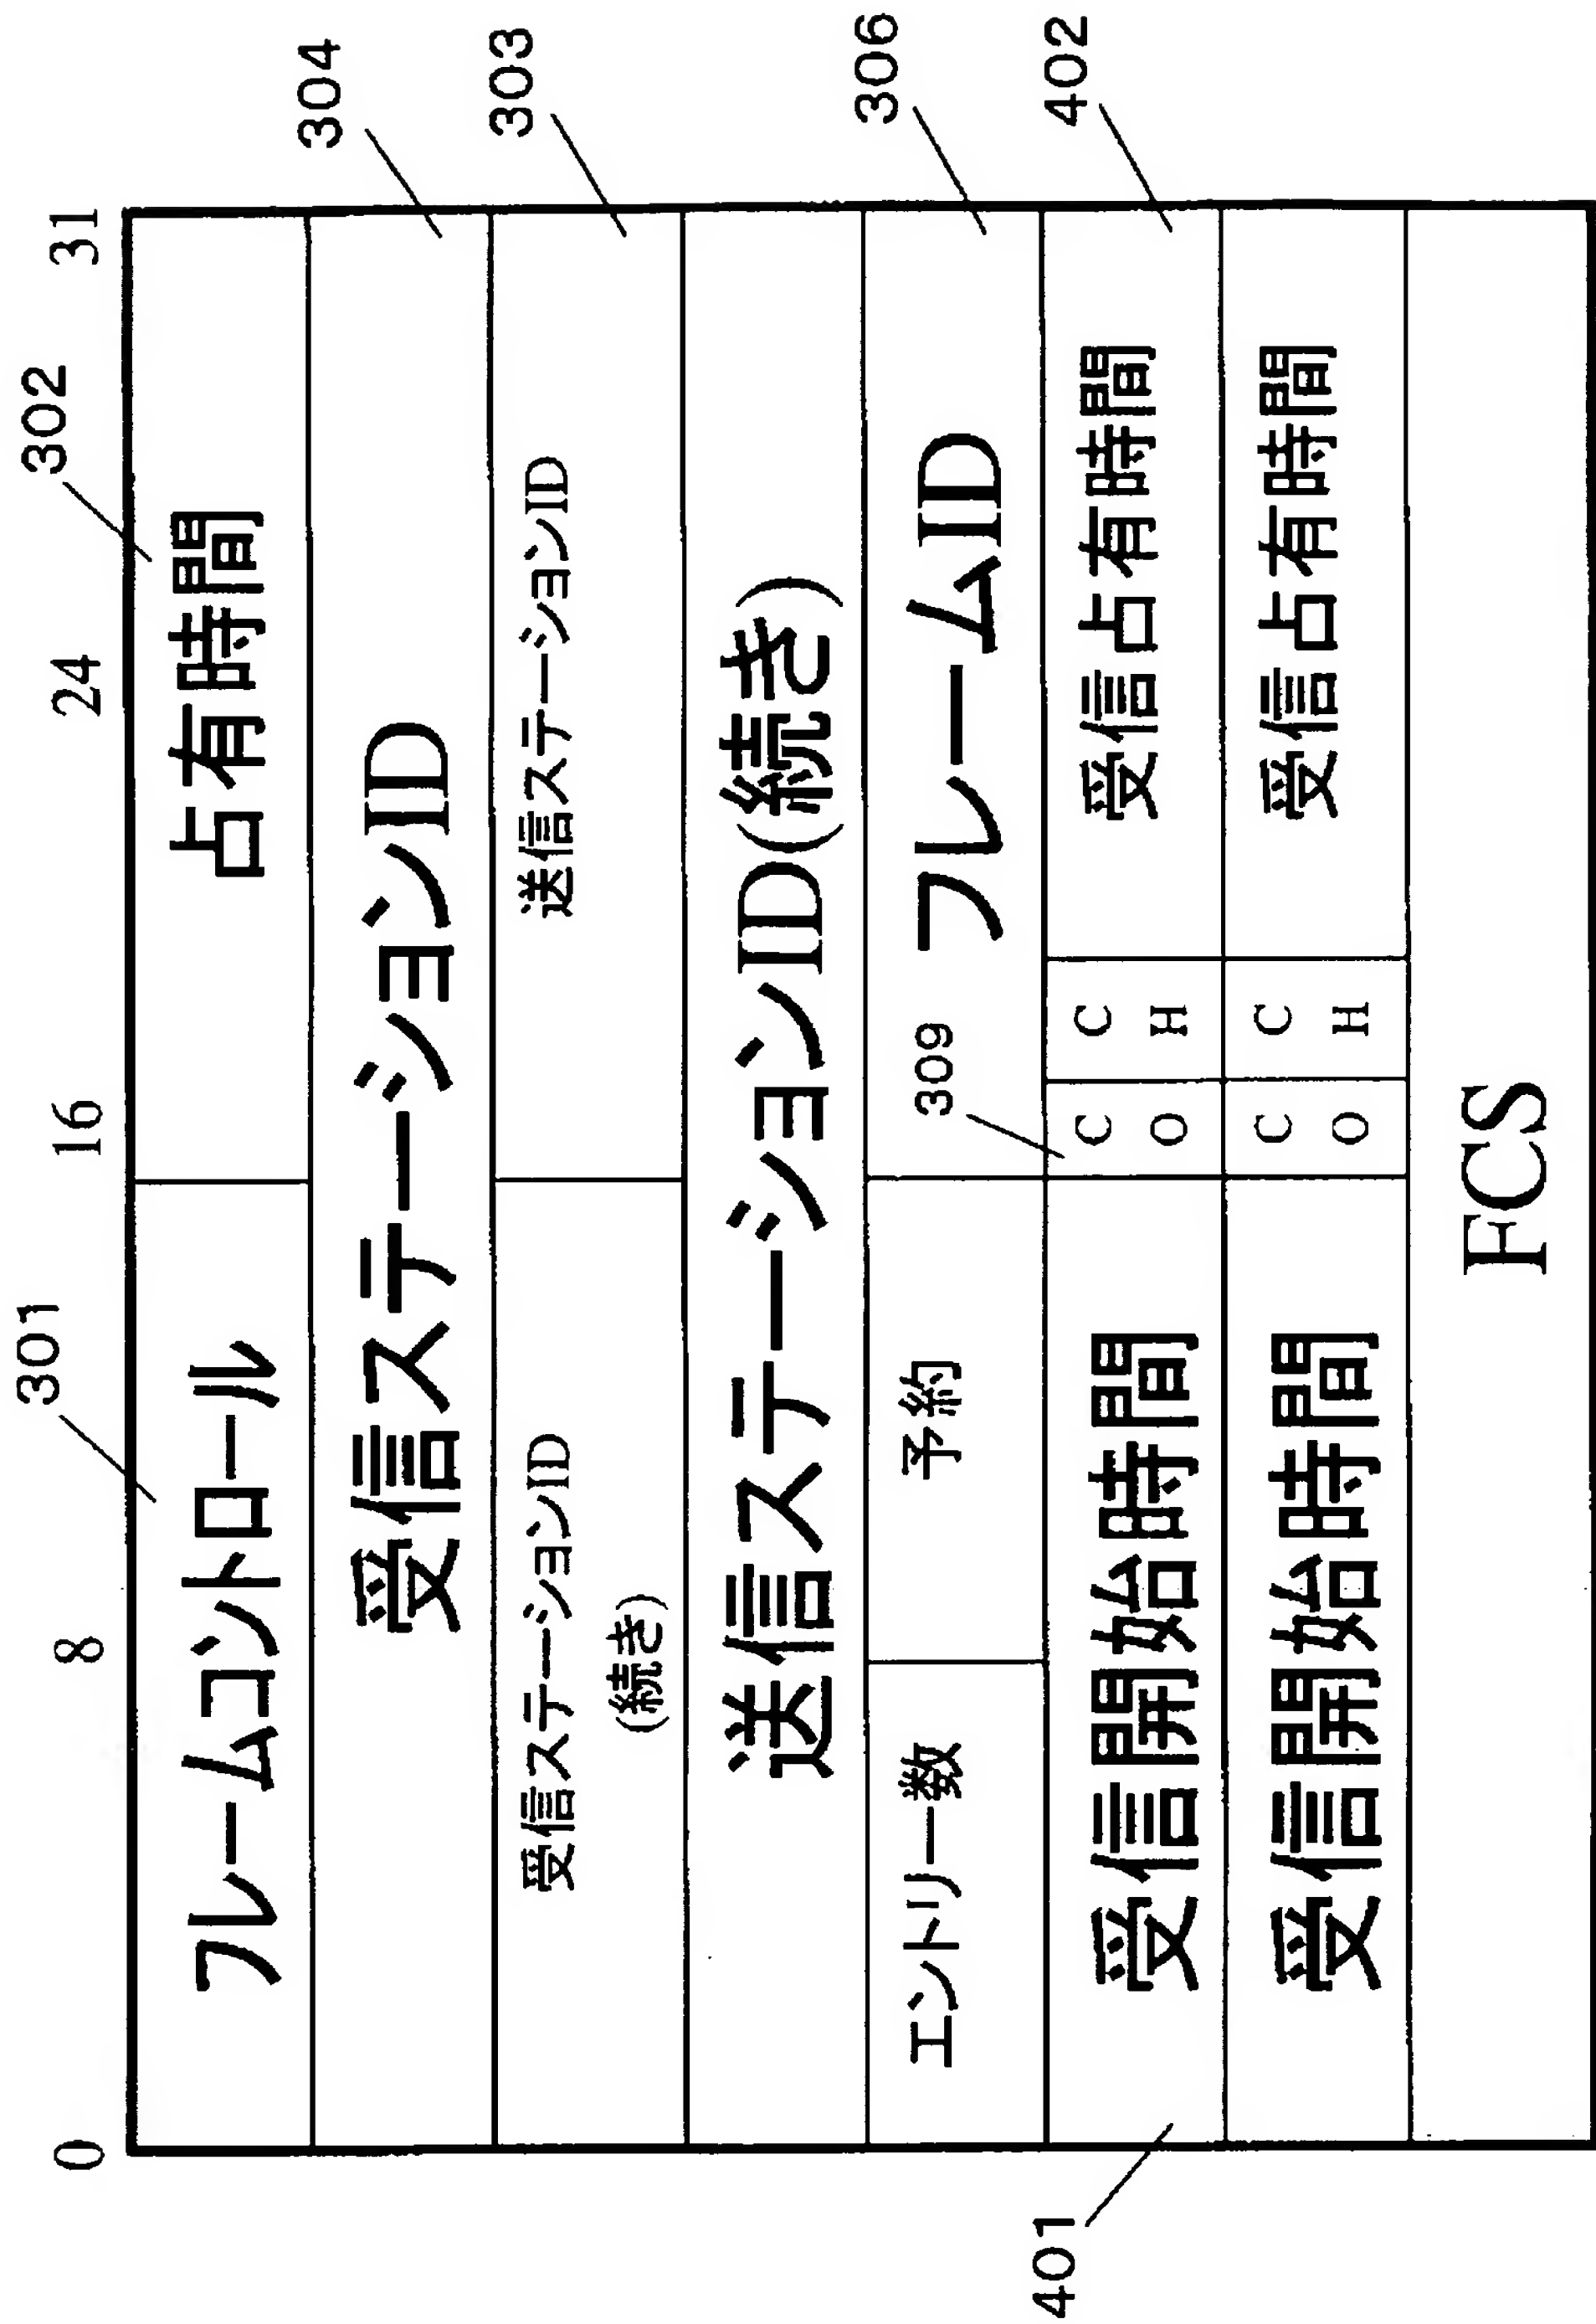 0 8 16 24 31
301 302
フレームコントロール 占有時間
304
受信ステーションID
303
受信ステーションID 送信ステーションID
(続き)
送信ステーションID(続き)
306
エントリー数 予約 フレームID
309
401 402
受信開始時間 CO CH 受信占有時間
受信開始時間 CO CH 受信占有時間
FCS